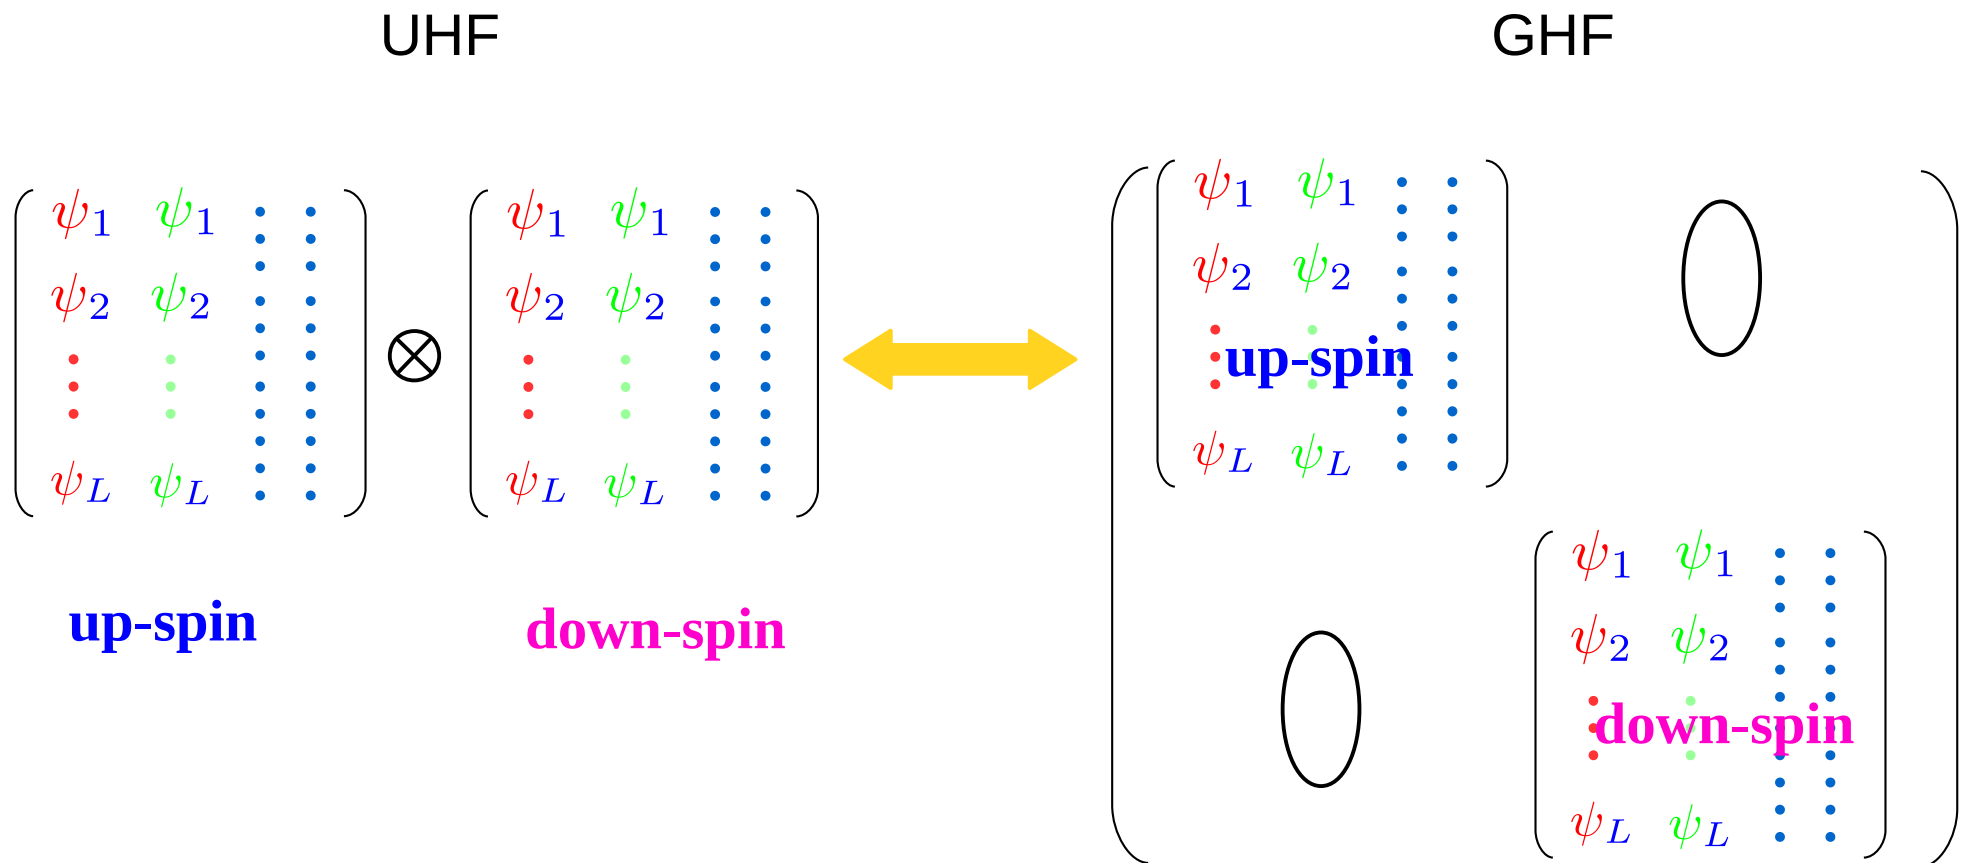 UHF GHF
ψ1 ψ1 ψ1 ψ1 ψ1 ψ1
ψ2 ψ2 ψ2 ψ2 ψ2 ψ2
⊗
up-spin
ψL ψL ψL ψL ψL ψL
ψ1 ψ1
up-spin down-spin
ψ2 ψ2
down-spin
ψL ψL